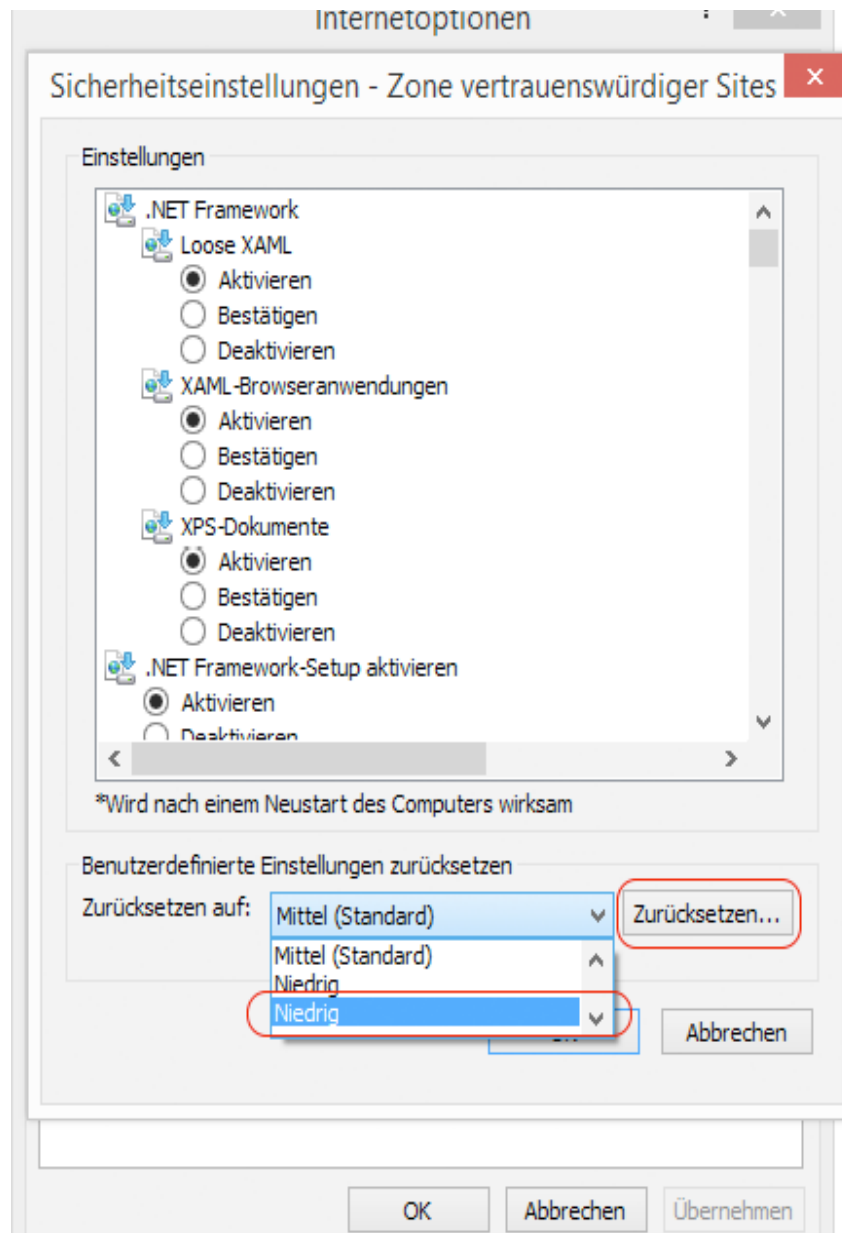 Internetoptionen
Sicherheitseinstellungen - Zone vertrauenswürdiger Sites
Einstellungen
.NET Framework
Loose XAML
Aktivieren
Bestätigen
Deaktivieren
XAML-Browseranwendungen
Aktivieren
Bestätigen
Deaktivieren
XPS-Dokumente
Aktivieren
Bestätigen
Deaktivieren
.NET Framework-Setup aktivieren
Aktivieren
Deaktivieren
*Wird nach einem Neustart des Computers wirksam
Benutzerdefinierte Einstellungen zurücksetzen
Zurücksetzen auf: Mittel (Standard) Zurücksetzen...
Mittel (Standard)
Niedrig
Niedrig
Abbrechen
OK Abbrechen Übernehmen